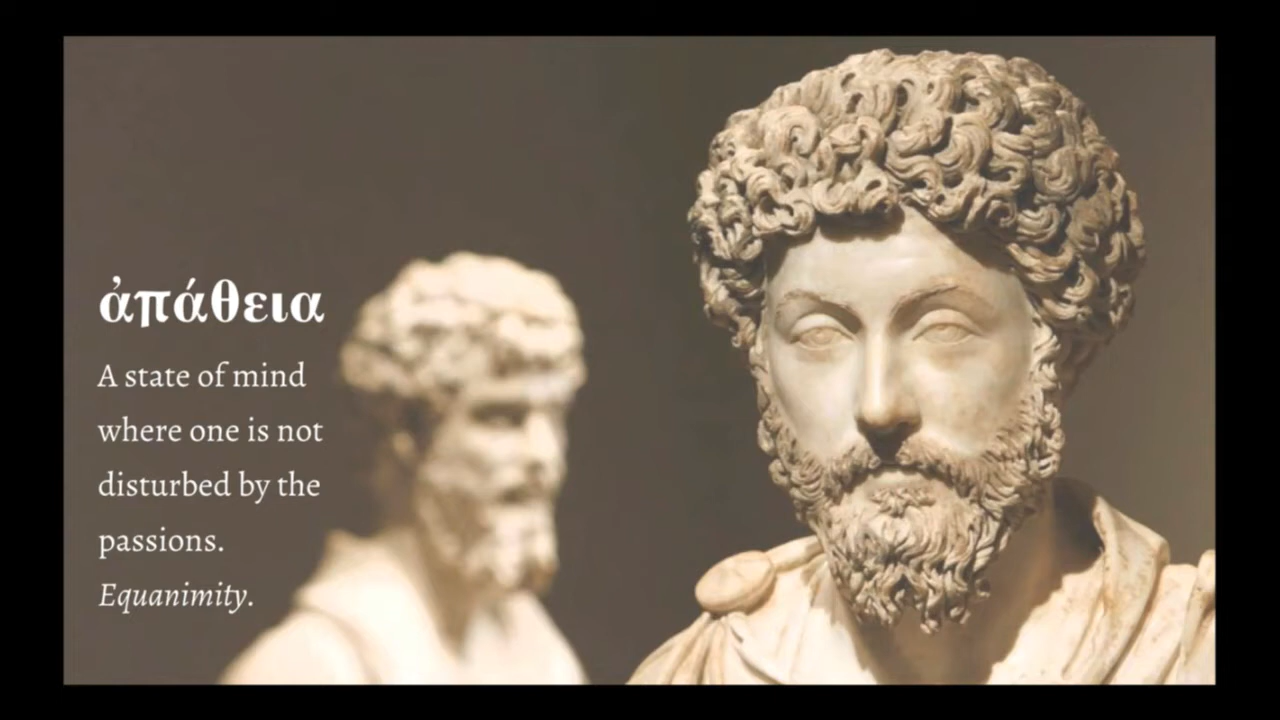 ἀπάθεια
A state of mind
where one is not
disturbed by the
passions.
Equanimity.